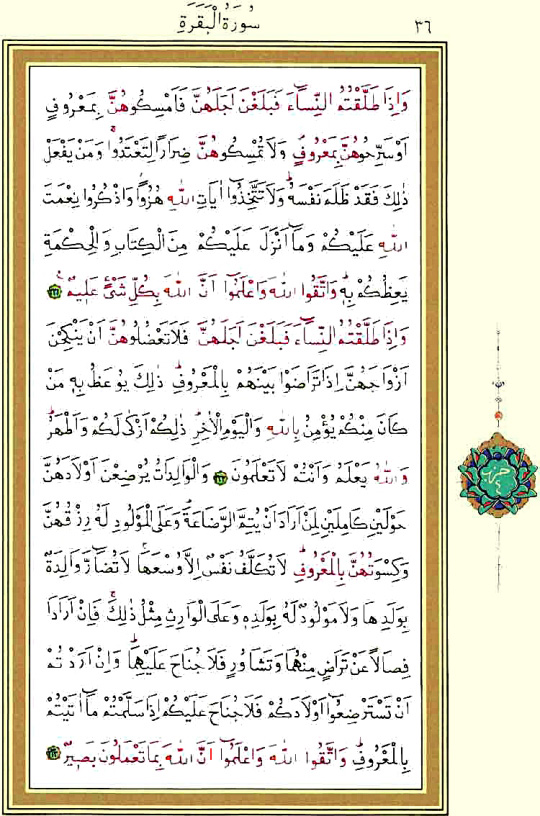 سُورَةُ الْبَقَرَةِ ٣٦
وَاِذَا طَلَّقْتُمُ النِّسَٓاءَ فَبَلَغْنَ اَجَلَهُنَّ فَاَمْسِكُوهُنَّ بِمَعْرُوفٍ
اَوْ سَرِّحُوهُنَّ بِمَعْرُوفٍ وَلَا تُمْسِكُوهُنَّ ضِرَارًا لِتَعْتَدُوا وَمَنْ يَفْعَلْ
ذٰلِكَ فَقَدْ ظَلَمَ نَفْسَهُ وَلَا تَتَّخِذُٓوا اٰيَاتِ اللّٰهِ هُزُوًا وَاذْكُرُوا نِعْمَتَ
اللّٰهِ عَلَيْكُمْ وَمَٓا اَنْزَلَ عَلَيْكُمْ مِنَ الْكِتَابِ وَالْحِكْمَةِ
يَعِظُكُمْ بِهِ وَاتَّقُوا اللّٰهَ وَاعْلَمُٓوا اَنَّ اللّٰهَ بِكُلِّ شَيْءٍ عَلِيمٌ
وَاِذَا طَلَّقْتُمُ النِّسَٓاءَ فَبَلَغْنَ اَجَلَهُنَّ فَلَا تَعْضُلُوهُنَّ اَنْ يَنْكِحْنَ
اَزْوَاجَهُنَّ اِذَا تَرَاضَوْا بَيْنَهُمْ بِالْمَعْرُوفِ ذٰلِكَ يُوعَظُ بِهِ مَنْ
كَانَ مِنْكُمْ يُؤْمِنُ بِاللّٰهِ وَالْيَوْمِ الْاٰخِرِ ذٰلِكُمْ اَزْكٰى لَكُمْ وَاَطْهَرُ
وَاللّٰهُ يَعْلَمُ وَاَنْتُمْ لَا تَعْلَمُونَ وَالْوَالِدَاتُ يُرْضِعْنَ اَوْلَادَهُنَّ
حَوْلَيْنِ كَامِلَيْنِ لِمَنْ اَرَادَ اَنْ يُتِمَّ الرَّضَاعَةَ وَعَلَى الْمَوْلُودِ لَهُ رِزْقُهُنَّ
وَكِسْوَتُهُنَّ بِالْمَعْرُوفِ لَا تُكَلَّفُ نَفْسٌ اِلَّا وُسْعَهَا لَا تُضَٓارَّ وَالِدَةٌ
بِوَلَدِهَا وَلَا مَوْلُودٌ لَهُ بِوَلَدِهِ وَعَلَى الْوَارِثِ مِثْلُ ذٰلِكَ فَاِنْ اَرَادَا
فِصَالًا عَنْ تَرَاضٍ مِنْهُمَا وَتَشَاوُرٍ فَلَا جُنَاحَ عَلَيْهِمَا وَاِنْ اَرَدْتُمْ
اَنْ تَسْتَرْضِعُٓوا اَوْلَادَكُمْ فَلَا جُنَاحَ عَلَيْكُمْ اِذَا سَلَّمْتُمْ مَٓا اٰتَيْتُمْ
بِالْمَعْرُوفِ وَاتَّقُوا اللّٰهَ وَاعْلَمُٓوا اَنَّ اللّٰهَ بِمَا تَعْمَلُونَ بَصِيرٌ
حزب
٤